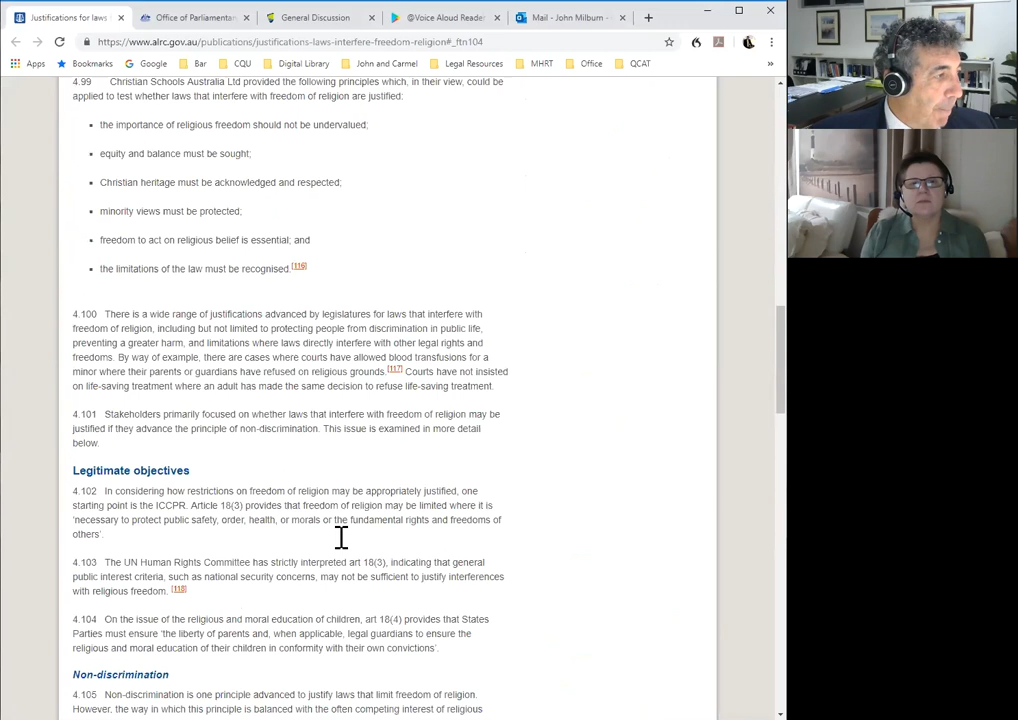 Justifications for laws
Office of Parliamentar
General Discussion
@Voice Aloud Reader
Mail - John Milburn
https://www.alrc.gov.au/publications/justifications-laws-interfere-freedom-religion#_ftn104
Apps Bookmarks Google Bar CQU Digital Library John and Carmel Legal Resources MHRT Office QCAT »
4.99 Christian Schools Australia Ltd provided the following principles which, in their view, could be
applied to test whether laws that interfere with freedom of religion are justified:
▪ the importance of religious freedom should not be undervalued;
▪ equity and balance must be sought;
▪ Christian heritage must be acknowledged and respected;
▪ minority views must be protected;
▪ freedom to act on religious belief is essential; and
▪ the limitations of the law must be recognised.[116]
4.100 There is a wide range of justifications advanced by legislatures for laws that interfere with
freedom of religion, including but not limited to protecting people from discrimination in public life,
preventing a greater harm, and limitations where laws directly interfere with other legal rights and
freedoms. By way of example, there are cases where courts have allowed blood transfusions for a
minor where their parents or guardians have refused on religious grounds.[117] Courts have not insisted
on life-saving treatment where an adult has made the same decision to refuse life-saving treatment.
4.101 Stakeholders primarily focused on whether laws that interfere with freedom of religion may be
justified if they advance the principle of non-discrimination. This issue is examined in more detail
below.
Legitimate objectives
4.102 In considering how restrictions on freedom of religion may be appropriately justified, one
starting point is the ICCPR. Article 18(3) provides that freedom of religion may be limited where it is
'necessary to protect public safety, order, health, or morals or the fundamental rights and freedoms of
others'.
4.103 The UN Human Rights Committee has strictly interpreted art 18(3), indicating that general
public interest criteria, such as national security concerns, may not be sufficient to justify interferences
with religious freedom. [118]
4.104 On the issue of the religious and moral education of children, art 18(4) provides that States
Parties must ensure 'the liberty of parents and, when applicable, legal guardians to ensure the
religious and moral education of their children in conformity with their own convictions'.
Non-discrimination
4.105 Non-discrimination is one principle advanced to justify laws that limit freedom of religion.
However, the way in which this principle is balanced with the often competing interest of religious